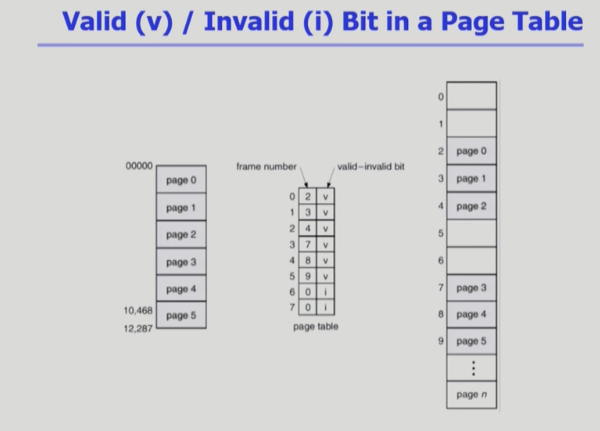 Valid (v) / Invalid (i) Bit in a Page Table
00000
page 0
page 1
page 2
page 3
page 4
10,468
page 5
12,287
frame number
valid–invalid bit
0 2 v
1 3 v
2 4 v
3 7 v
4 8 v
5 9 v
6 0 i
7 0 i
page table
0
1
2 page 0
3 page 1
4 page 2
5
6
7 page 3
8 page 4
9 page 5
⋮
page n